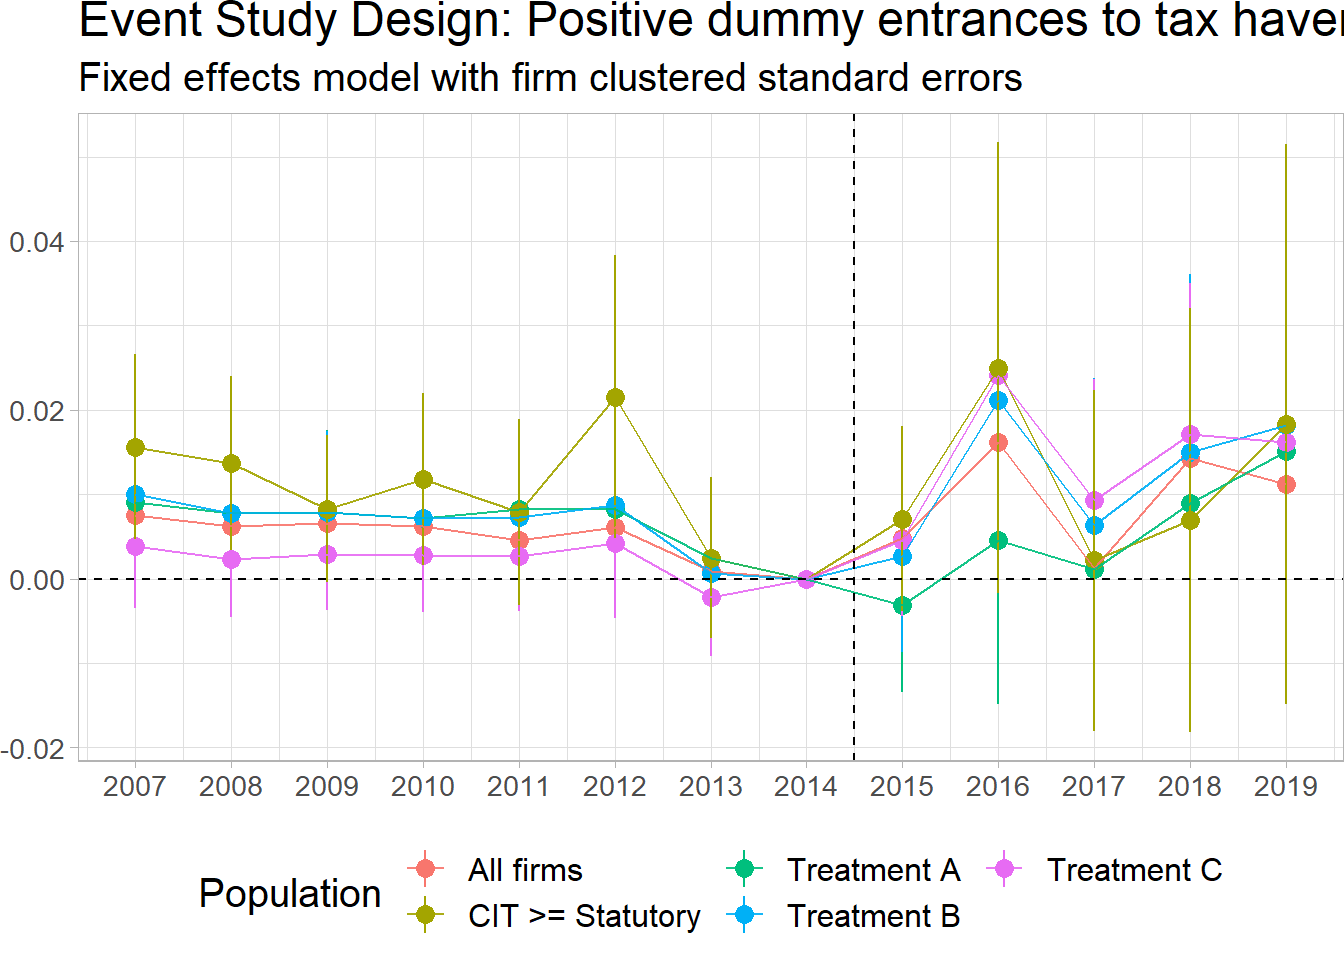 Event Study Design: Positive dummy entrances to tax haven
Fixed effects model with firm clustered standard errors
0.04
0.02
0.00
-0.02
2007 2008 2009 2010 2011 2012 2013 2014 2015 2016 2017 2018 2019
Population
All firms
CIT >= Statutory
Treatment A
Treatment B
Treatment C